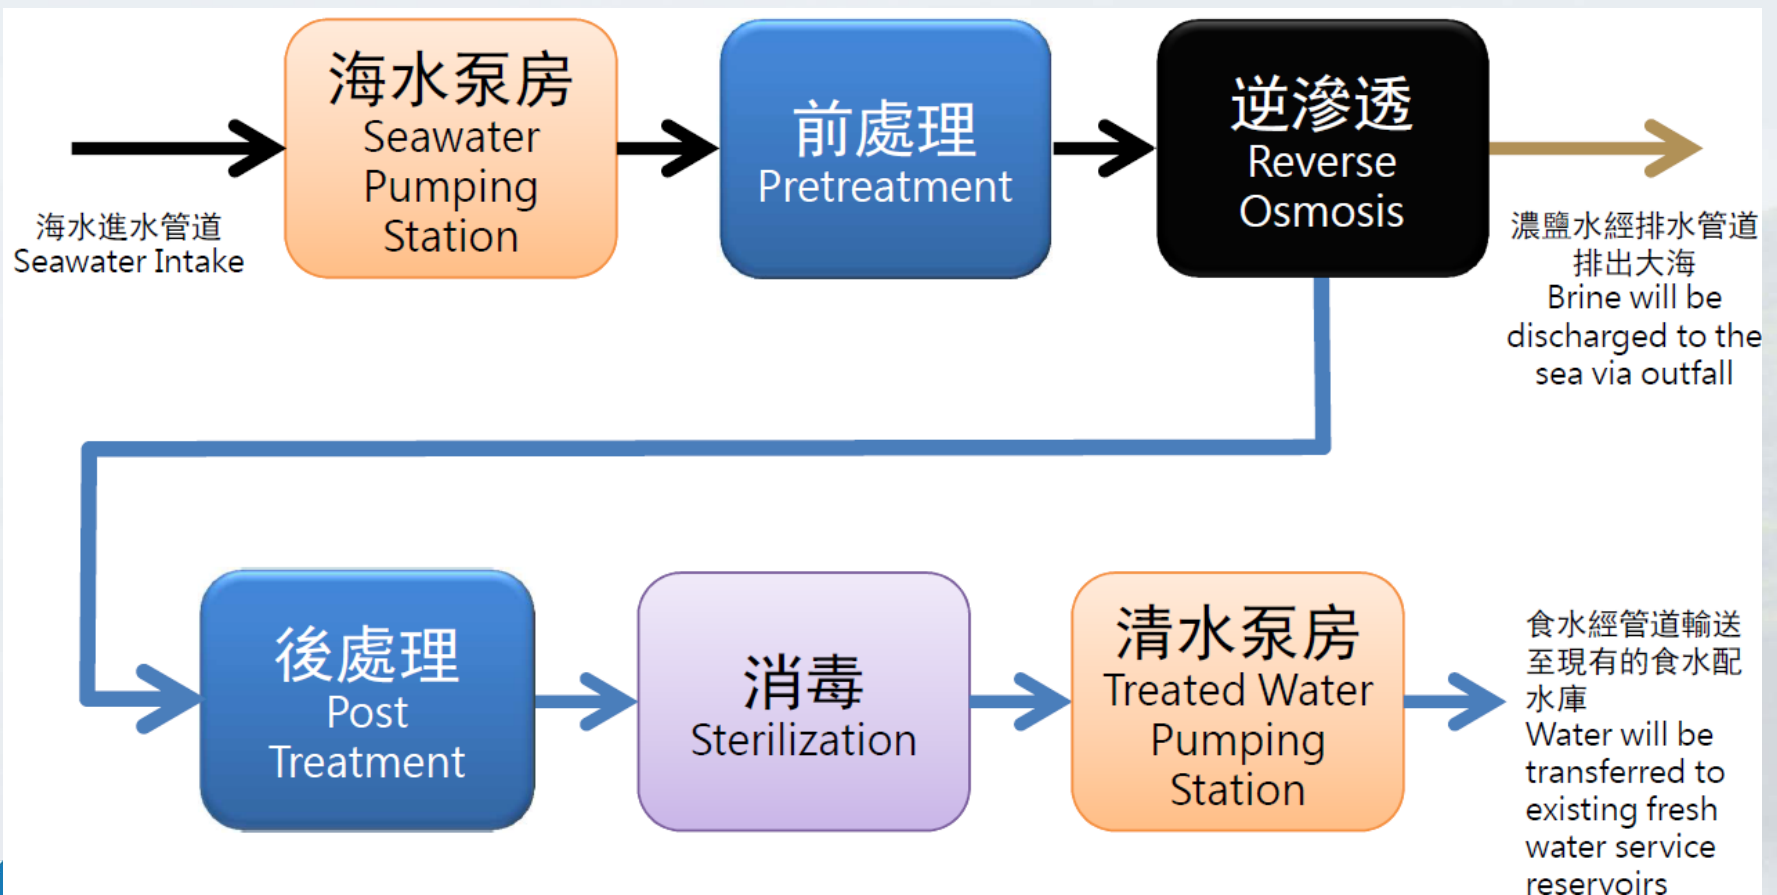 海水進水管道
Seawater Intake
海水泵房
Seawater
Pumping
Station
前處理
Pretreatment
逆滲透
Reverse
Osmosis
濃鹽水經排水管道
排出大海
Brine will be
discharged to the
sea via outfall
後處理
Post
Treatment
消毒
Sterilization
清水泵房
Treated Water
Pumping
Station
食水經管道輸送
至現有的食水配
水庫
Water will be
transferred to
existing fresh
water service
reservoirs